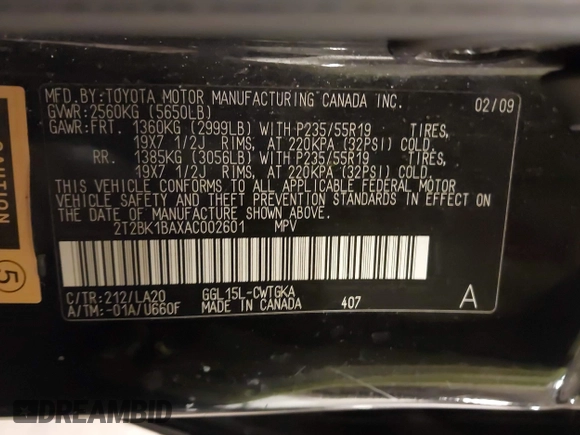 MFD.BY:TOYOTA MOTOR MANUFACTURING CANADA INC. 02/09
GVWR:2560KG (5650LB)
GAWR:FRT. 1360KG (2999LB) WITH P235/55R19 TIRES,
19X7 1/2J RIMS, AT 220KPA (32PSI) COLD.
RR. 1385KG (3056LB) WITH P235/55R19 TIRES,
19X7 1/2J RIMS, AT 220KPA (32PSI) COLD.
THIS VEHICLE CONFORMS TO ALL APPLICABLE FEDERAL MOTOR
VEHICLE SAFETY AND THEFT PREVENTION STANDARDS IN EFFECT ON
THE DATE OF MANUFACTURE SHOWN ABOVE.
2T2BK1BAXAC002601 MPV
C/TR:212/LA20 GGL15L-CWTGKA
A/TM:-01A/U660F MADE IN CANADA 407 A
CAUTION
5
DREAMBID